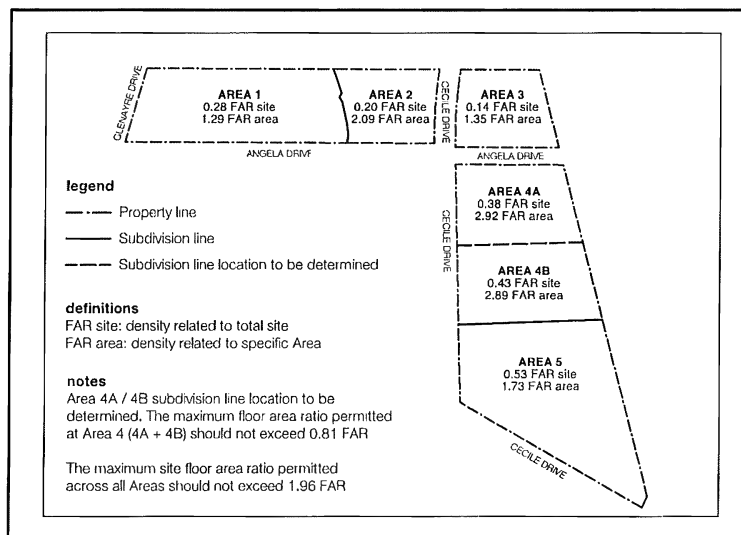 CLENAYRE DRIVE
AREA 1
0.28 FAR site
1.29 FAR area
AREA 2
0.20 FAR site
2.09 FAR area
CECILE DRIVE
AREA 3
0.14 FAR site
1.35 FAR area
ANGELA DRIVE
ANGELA DRIVE
legend
Property line
Subdivision line
Subdivision line location to be determined
CECILE DRIVE
AREA 4A
0.38 FAR site
2.92 FAR area
AREA 4B
0.43 FAR site
2.89 FAR area
definitions
FAR site: density related to total site
FAR area: density related to specific Area
AREA 5
0.53 FAR site
1.73 FAR area
notes
Area 4A / 4B subdivision line location to be
determined. The maximum floor area ratio permitted
at Area 4 (4A + 4B) should not exceed 0.81 FAR
The maximum site floor area ratio permitted
across all Areas should not exceed 1.96 FAR
CECILE DRIVE